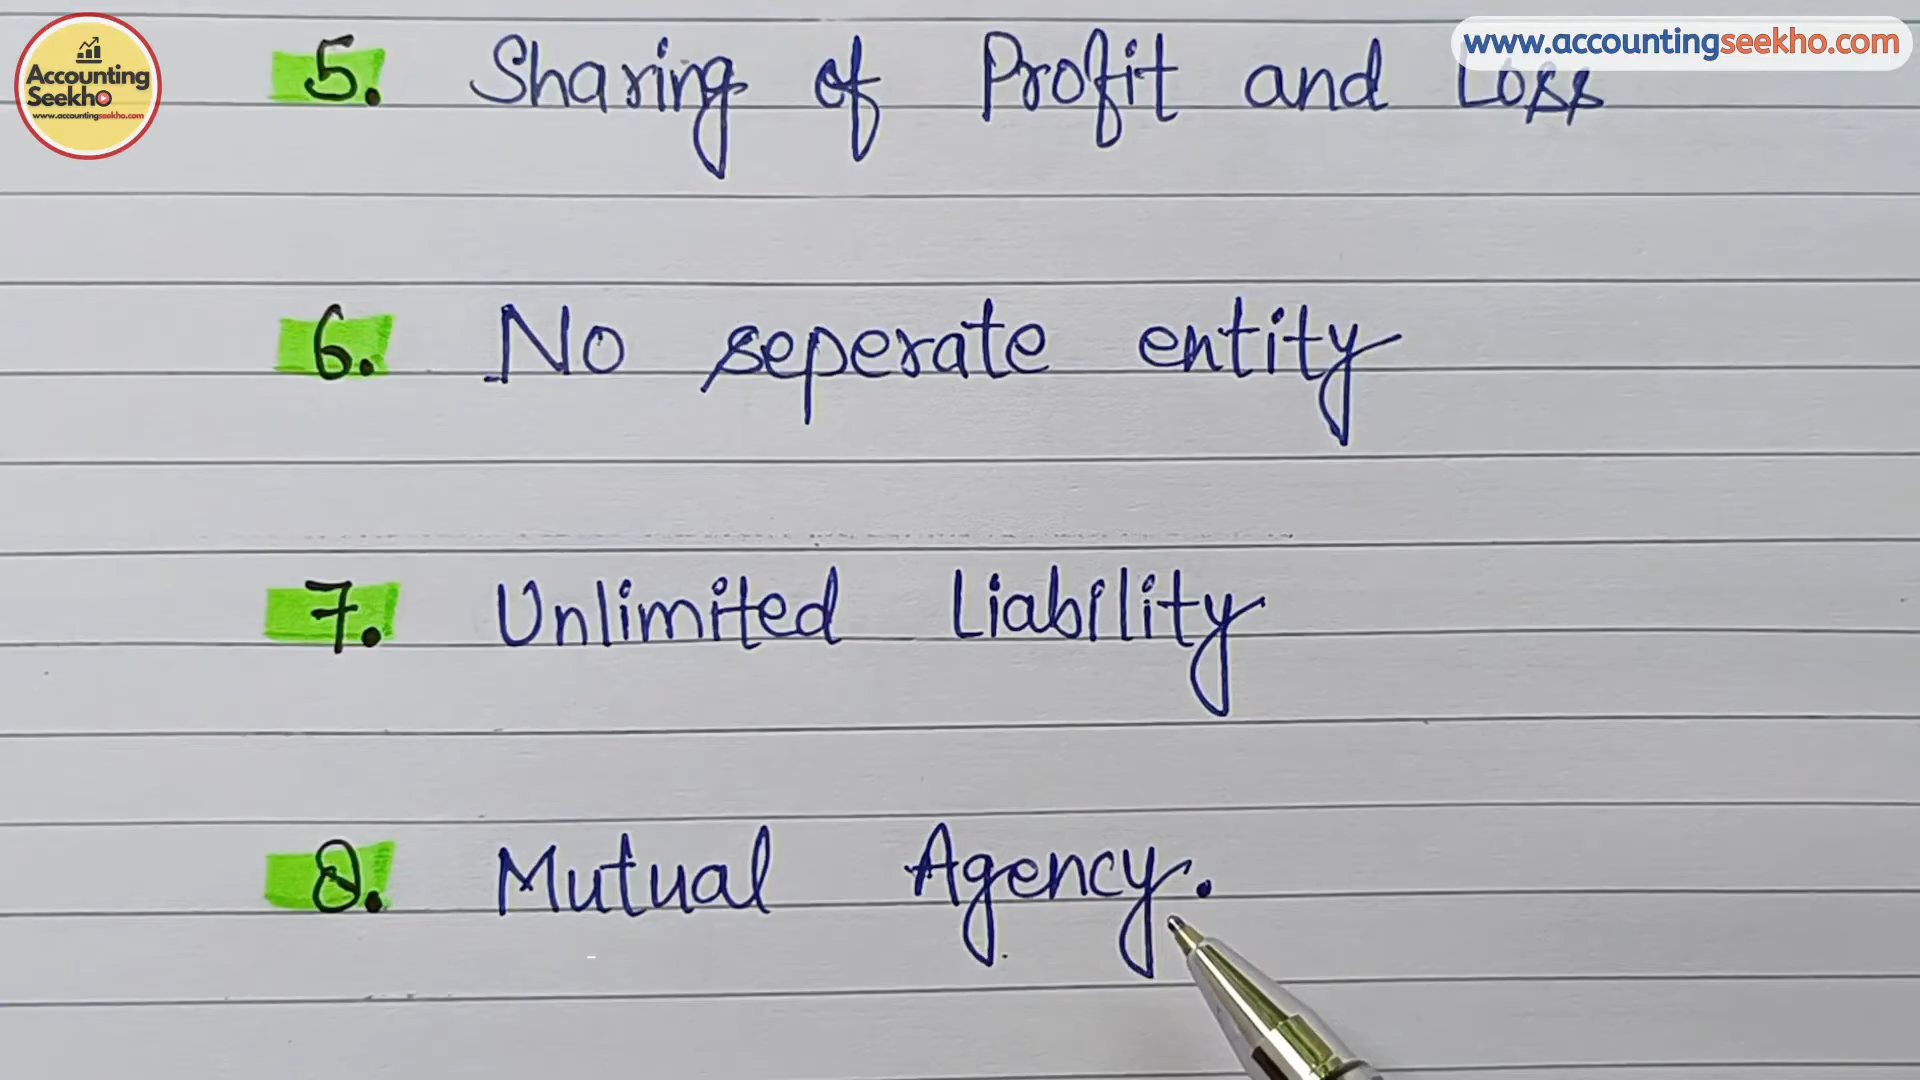 Accounting
Seekho
www.accountingseekho.com
www.accountingseekho.com
5. Sharing of Profit and Loss
6. No seperate entity
7. Unlimited Liability
8. Mutual Agency.